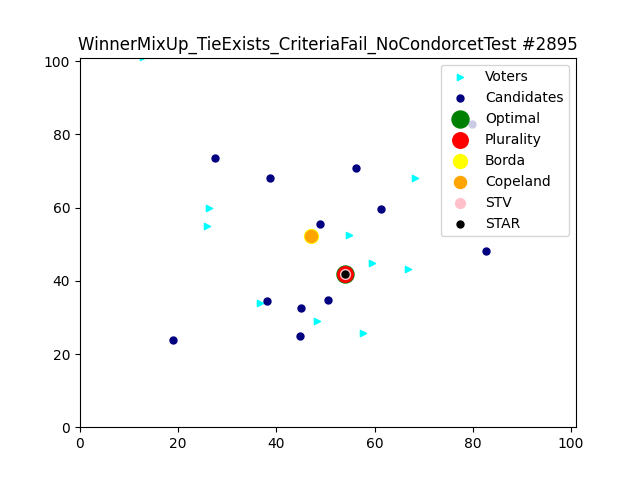 WinnerMixUp_TieExists_CriteriaFail_NoCondorcetTest #2895
100
80
60
40
20
0
0 20 40 60 80 100
Voters
Candidates
Optimal
Plurality
Borda
Copeland
STV
STAR